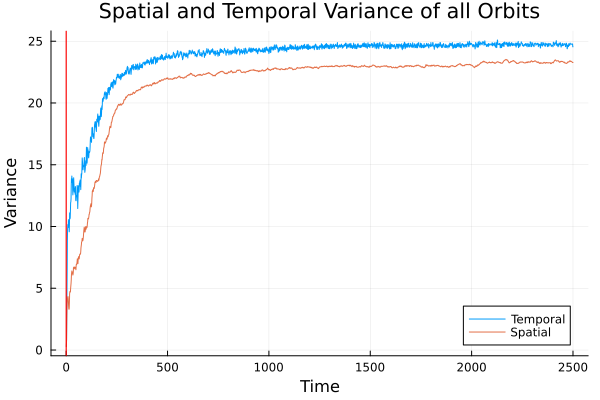 Spatial and Temporal Variance of all Orbits
Variance
25
20
15
10
5
0
0 500 1000 1500 2000 2500
Time
Temporal
Spatial